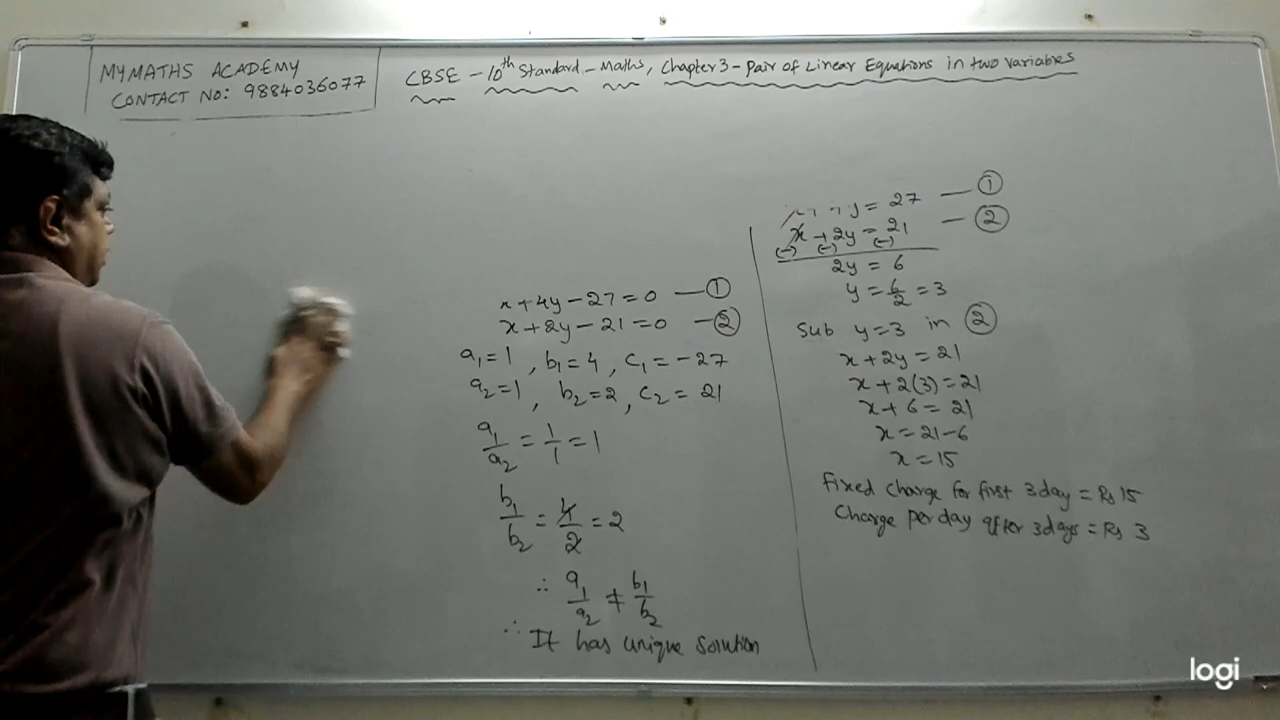 MYMATHS ACADEMY
CONTACT NO: 9884036077
CBSE - 10th Standard - Maths, Chapter 3 - Pair of Linear Equations in two variables
x + 4y - 27 = 0 — ①
x + 2y - 21 = 0 — ②
a₁ = 1, b₁ = 4, c₁ = -27
a₂ = 1, b₂ = 2, c₂ = 21
a₁/a₂ = 1/1 = 1
b₁/b₂ = 4/2 = 2
∴ a₁/a₂ ≠ b₁/b₂
∴ It has unique solution
y = 27 — ①
x + 2y = 21 — ②
(-) (-) (-)
2y = 6
y = 6/2 = 3
Sub y = 3 in ②
x + 2y = 21
x + 2(3) = 21
x + 6 = 21
x = 21 - 6
x = 15
Fixed charge for first 3 day = Rs 15
Charge per day after 3 days = Rs 3
logi